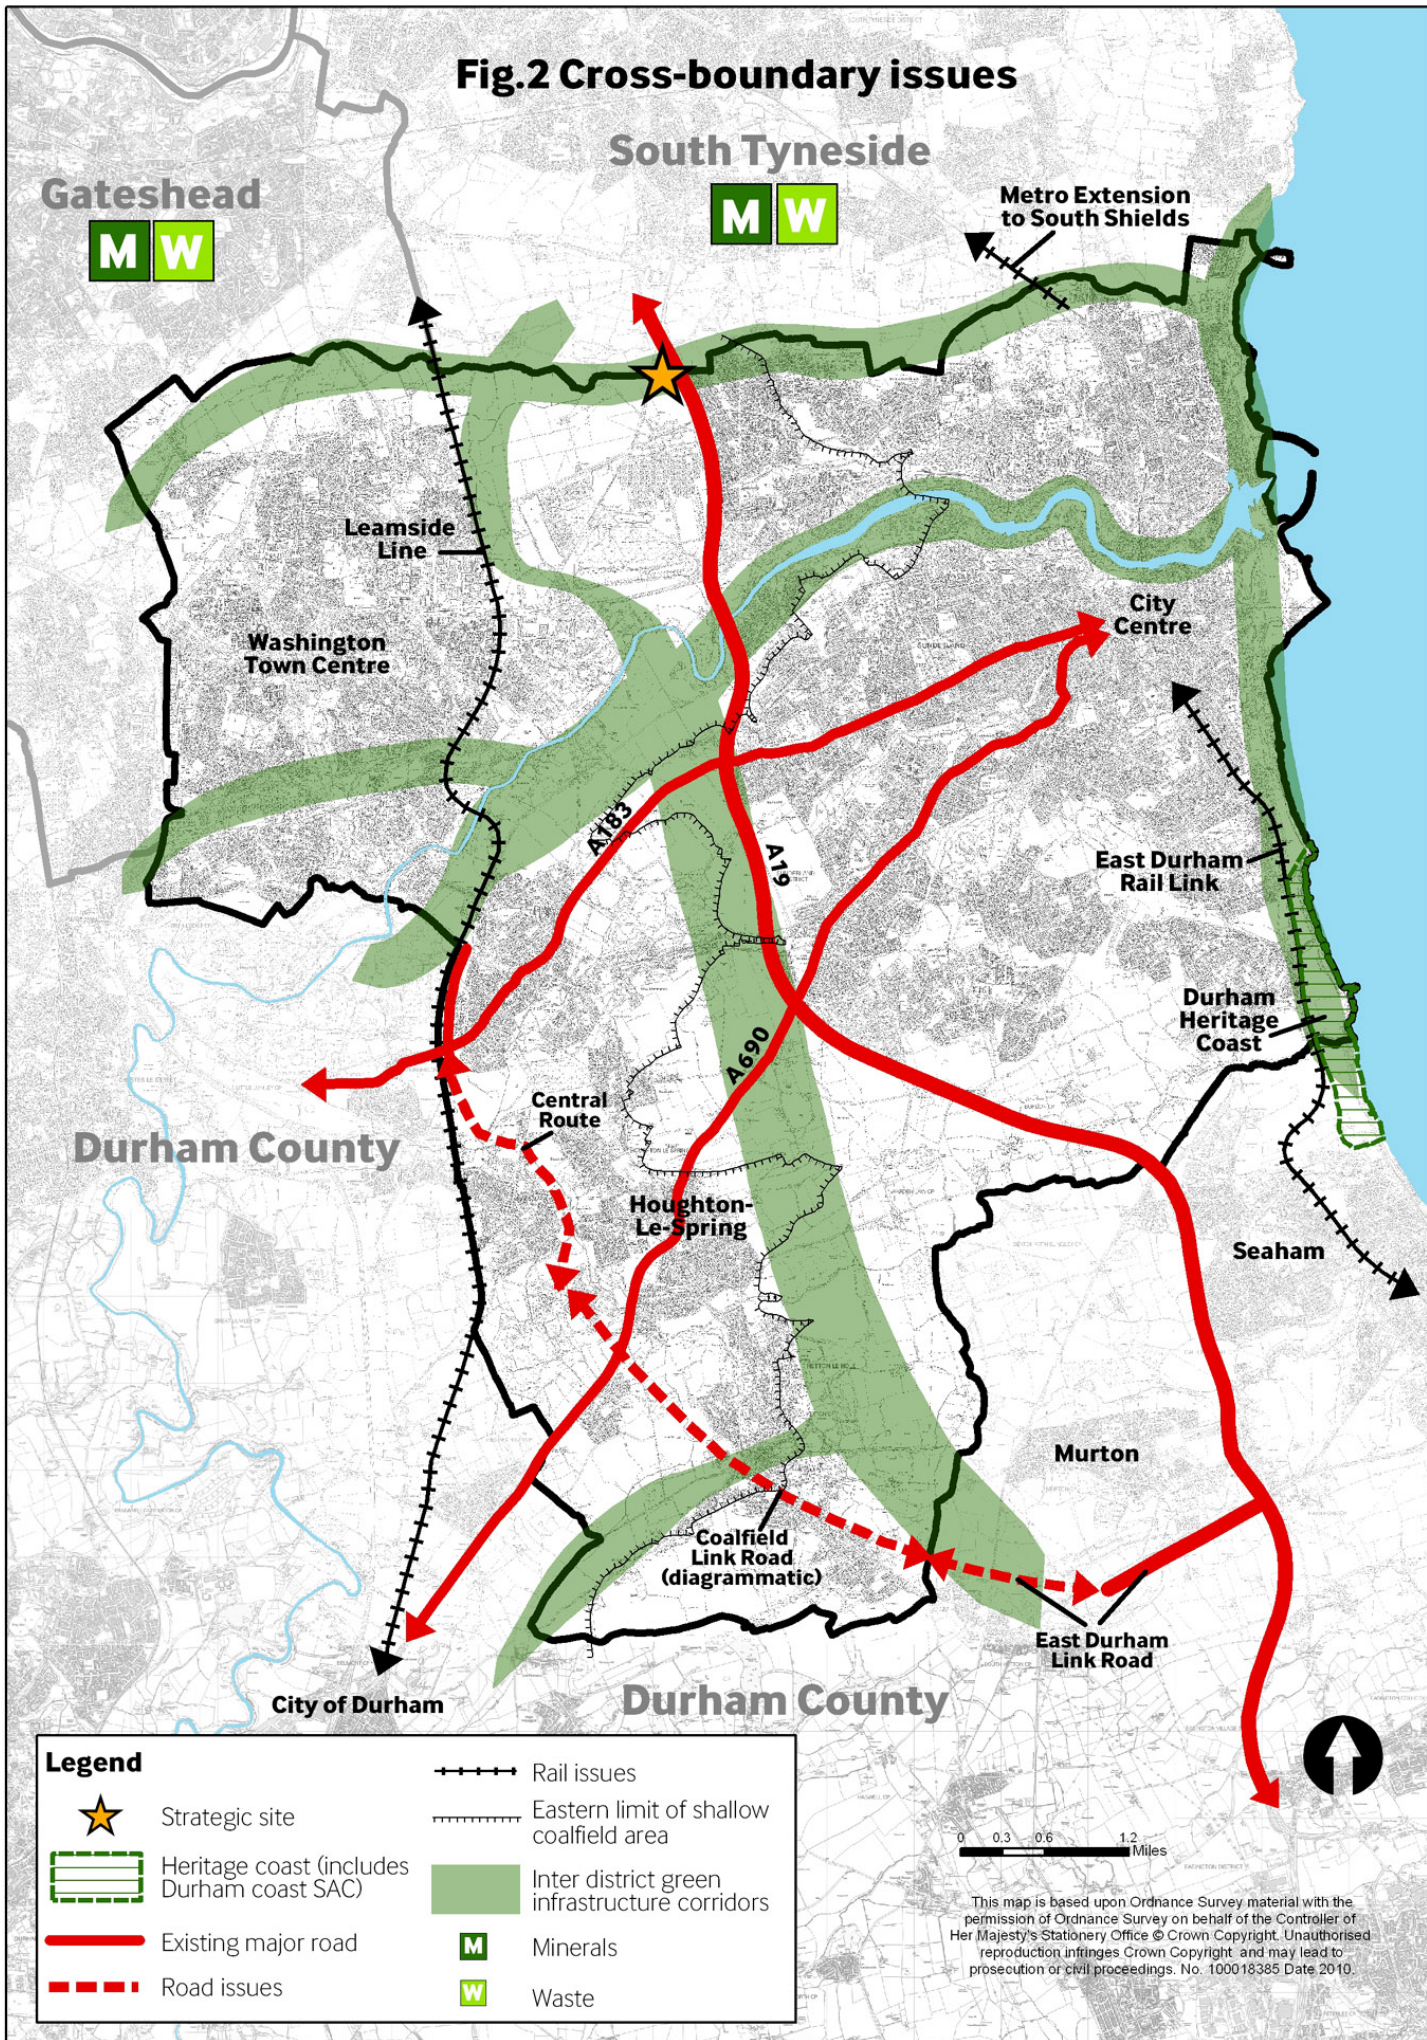 Fig.2 Cross-boundary issues
South Tyneside
M W
Gateshead
M W
Metro Extension
to South Shields
Leamside
Line
Washington
Town Centre
City
Centre
A183
A19
East Durham
Rail Link
Durham
Heritage
Coast
A690
Central
Route
Durham County
Houghton-
Le-Spring
Seaham
Murton
Coalfield
Link Road
(diagrammatic)
East Durham
Link Road
City of Durham
Durham County
Legend
Strategic site
Heritage coast (includes
Durham coast SAC)
Existing major road
Road issues
Rail issues
Eastern limit of shallow
coalfield area
Inter district green
infrastructure corridors
M Minerals
W Waste
0 0.3 0.6 1.2
Miles
This map is based upon Ordnance Survey material with the
permission of Ordnance Survey on behalf of the Controller of
Her Majesty's Stationery Office © Crown Copyright. Unauthorised
reproduction infringes Crown Copyright and may lead to
prosecution or civil proceedings. No. 100018385 Date 2010.